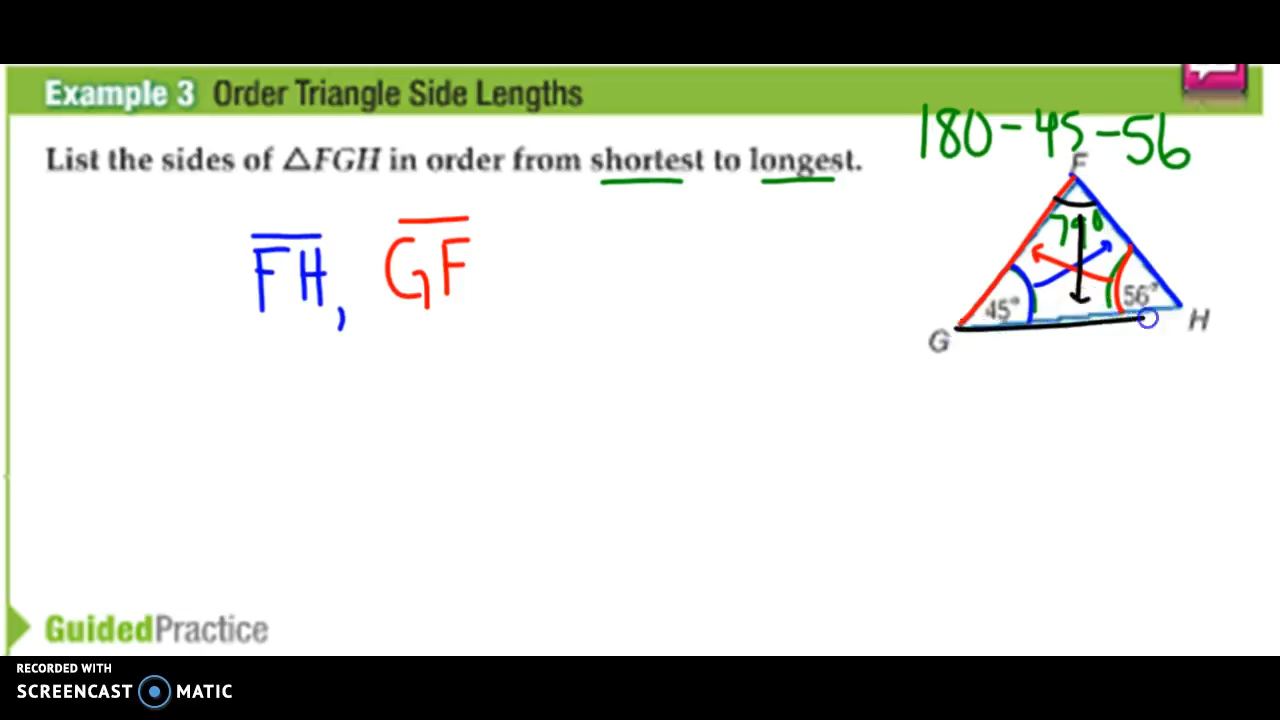 Example 3 Order Triangle Side Lengths
180 - 45 - 56
List the sides of △FGH in order from shortest to longest.
F
79°
FH, GF
45° 56°
G H
GuidedPractice
RECORDED WITH
SCREENCAST MATIC